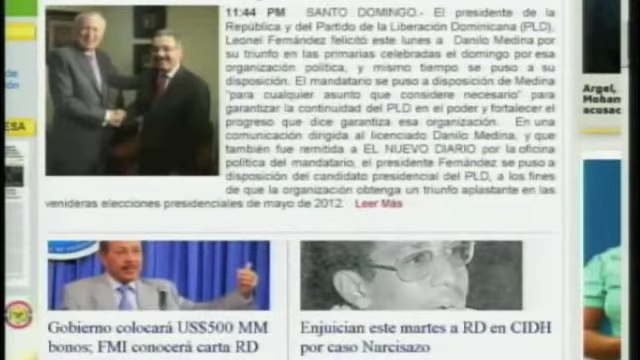 11:44 PM SANTO DOMINGO.- El presidente de la
República y del Partido de la Liberación Dominicana (PLD),
Leonel Fernández felicitó este lunes a Danilo Medina por
su triunfo en las primarias celebradas el domingo por esa
organización política, y mismo tiempo se puso a su
disposición. El mandatario se puso a disposición de Medina
"para cualquier asunto que considere necesario" para
garantizar la continuidad del PLD en el poder y fortalecer el
progreso que dice garantiza esa organización. En una
comunicación dirigida al licenciado Danilo Medina, y que
también fue remitida a EL NUEVO DIARIO por la oficina
política del mandatario, el presidente Fernández se puso a
disposición del candidato presidencial del PLD, a los fines
de que la organización obtenga un triunfo aplastante en las
venideras elecciones presidenciales de mayo de 2012. Leer Más
Gobierno colocará US$500 MM
bonos; FMI conocerá carta RD
Enjuician este martes a RD en CIDH
por caso Narcisazo
de
ESA
Argel,
acusac